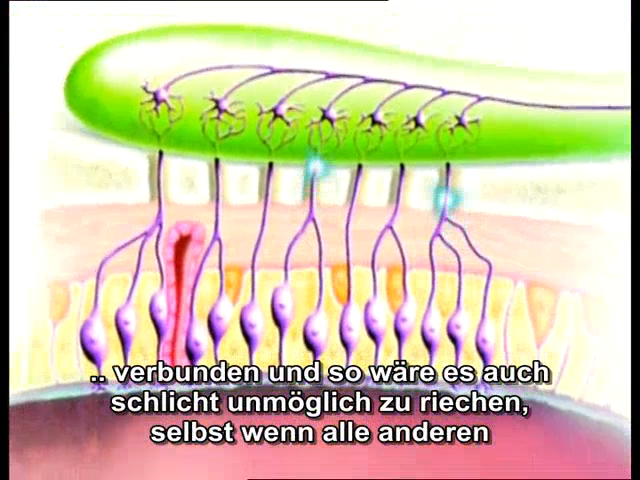 .. verbunden und so wäre es auch
schlicht unmöglich zu riechen,
selbst wenn alle anderen